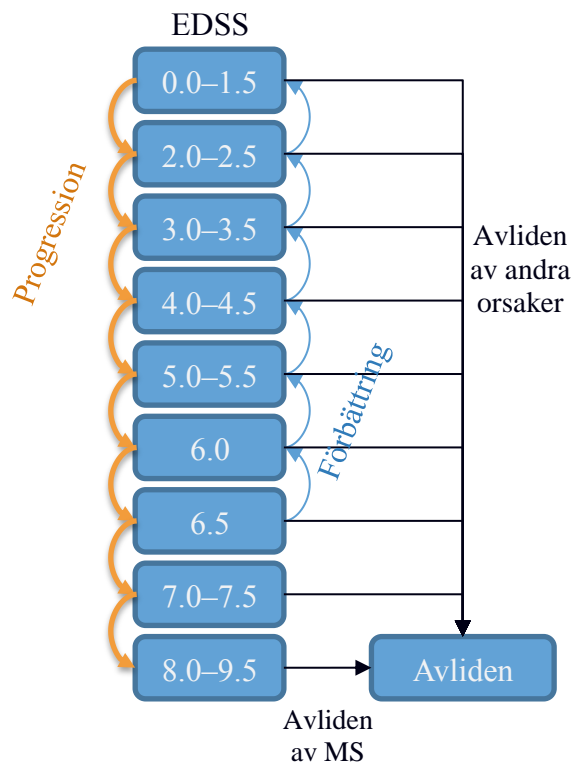 EDSS
0.0–1.5
2.0–2.5
3.0–3.5
4.0–4.5
5.0–5.5
6.0
6.5
7.0–7.5
8.0–9.5
Progression
Förbättring
Avliden
av andra
orsaker
Avliden
Avliden
av MS